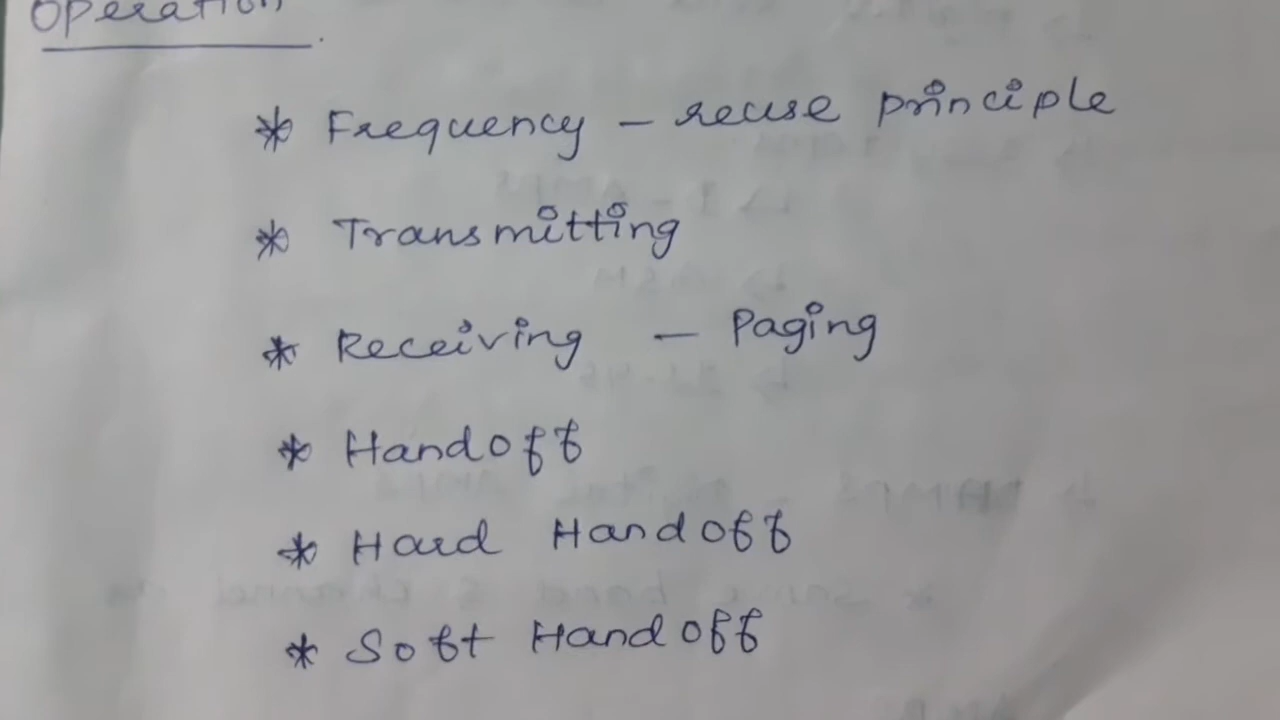 Operation
* Frequency - reuse principle
* Transmitting
* Receiving - Paging
* Handoff
* Hard Handoff
* Soft Handoff